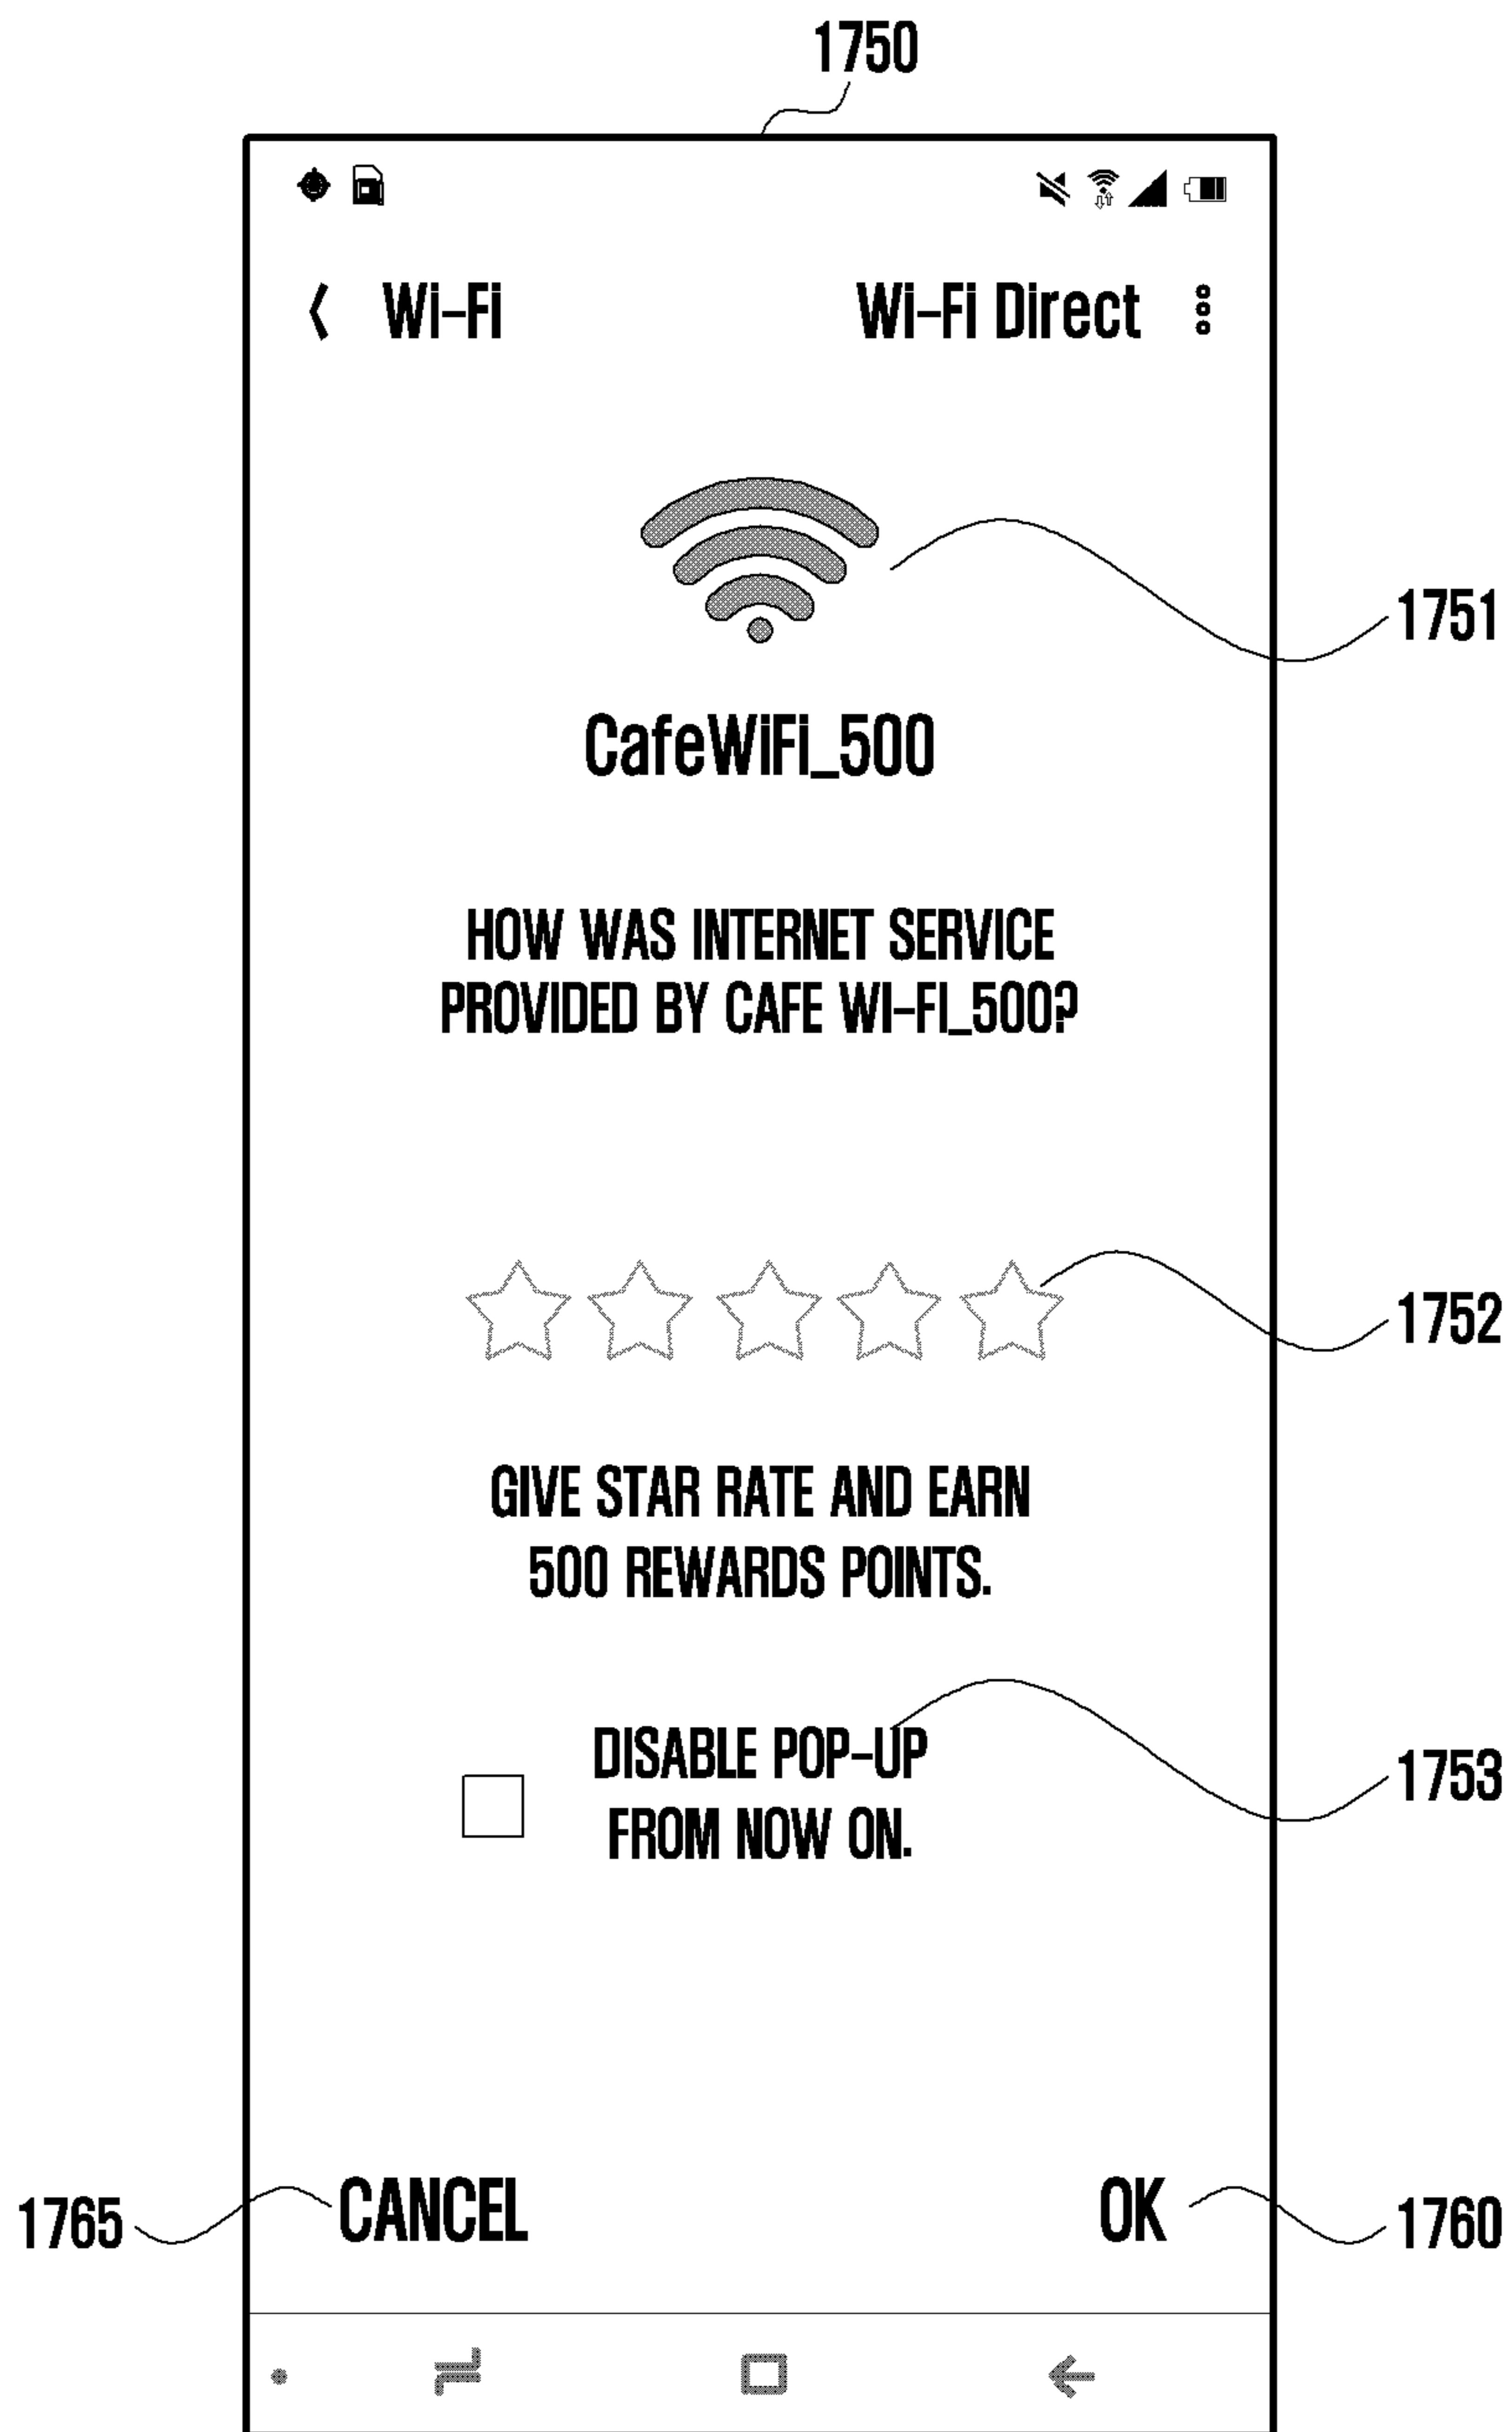 1750
Wi-Fi Wi-Fi Direct
1751
CafeWiFi_500
HOW WAS INTERNET SERVICE
PROVIDED BY CAFE WI-FI_500?
1752
GIVE STAR RATE AND EARN
500 REWARDS POINTS.
DISABLE POP-UP
1753
FROM NOW ON.
1765 CANCEL OK 1760